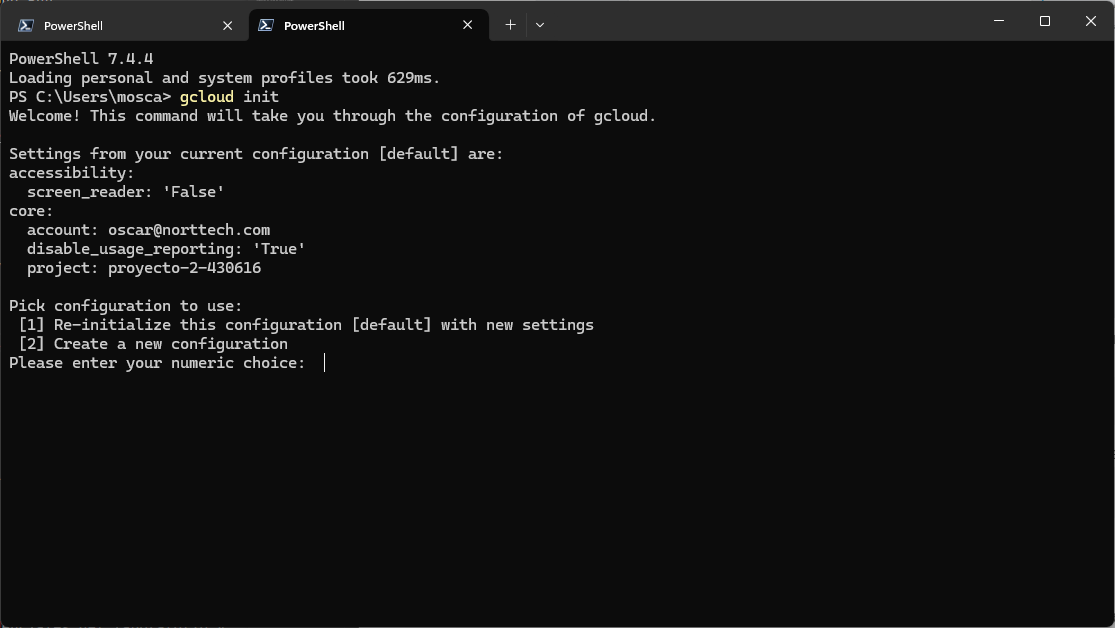 PowerShell
PowerShell
PowerShell 7.4.4
Loading personal and system profiles took 629ms.
PS C:\Users\mosca> gcloud init
Welcome! This command will take you through the configuration of gcloud.
Settings from your current configuration [default] are:
accessibility:
  screen_reader: 'False'
core:
  account: oscar@norttech.com
  disable_usage_reporting: 'True'
  project: proyecto-2-430616
Pick configuration to use:
 [1] Re-initialize this configuration [default] with new settings
 [2] Create a new configuration
Please enter your numeric choice: